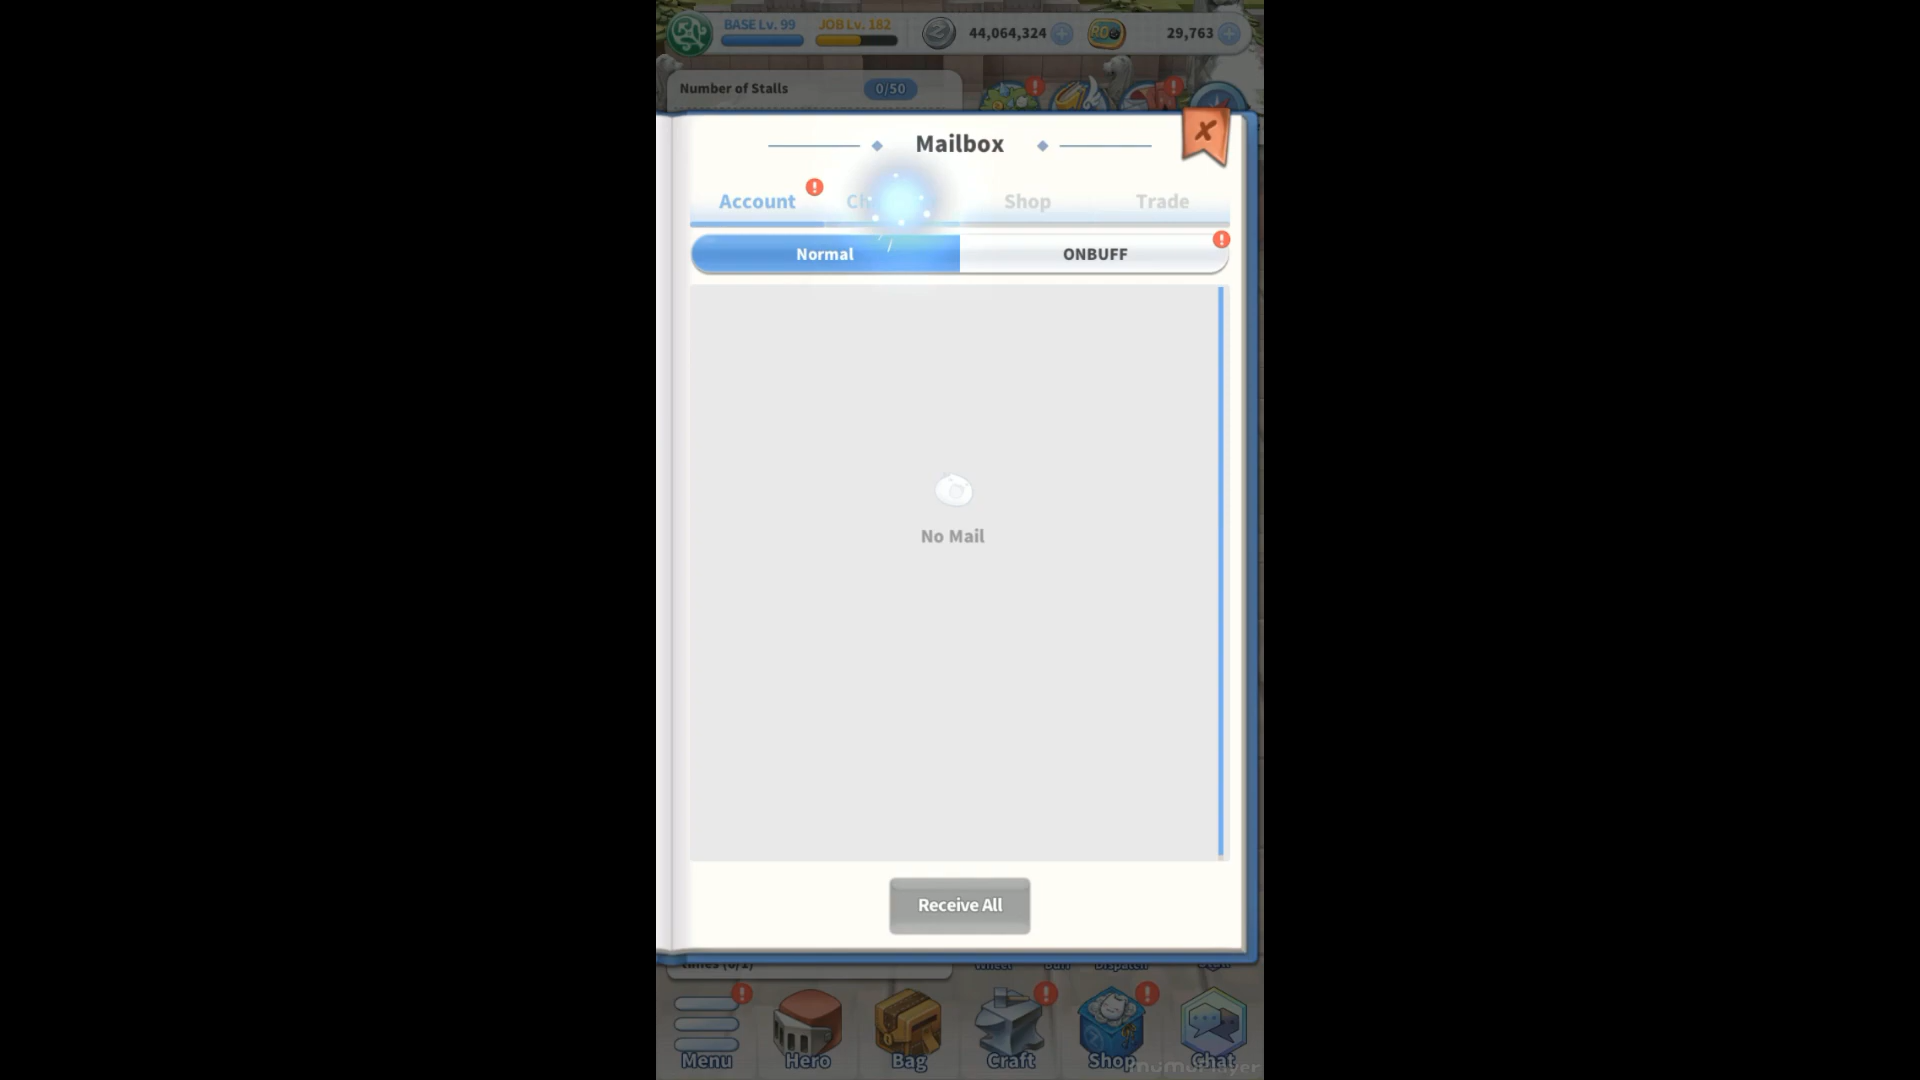 BASE Lv. 99 JOB Lv. 182 44,064,324 29,763
Number of Stalls 0/50
Mailbox
Account Shop Trade
Normal ONBUFF
No Mail
Receive All
Menu Hero Bag Craft Shop Chat